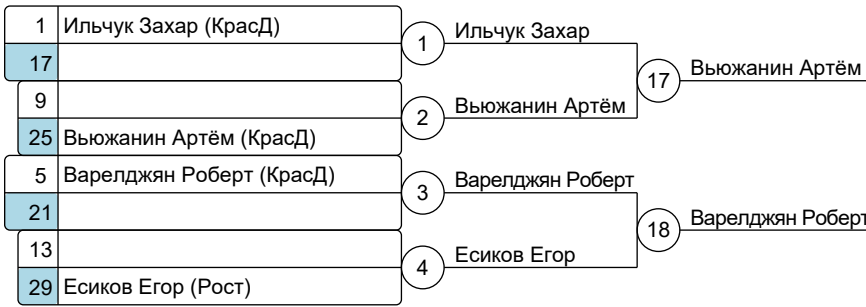 1 Ильчук Захар (КрасД)
17
9
25 Вьюжанин Артём (КрасД)
5 Варелджян Роберт (КрасД)
21
13
29 Есиков Егор (Рост)
1 Ильчук Захар
2 Вьюжанин Артём
3 Варелджян Роберт
4 Есиков Егор
17 Вьюжанин Артём
18 Варелджян Роберт